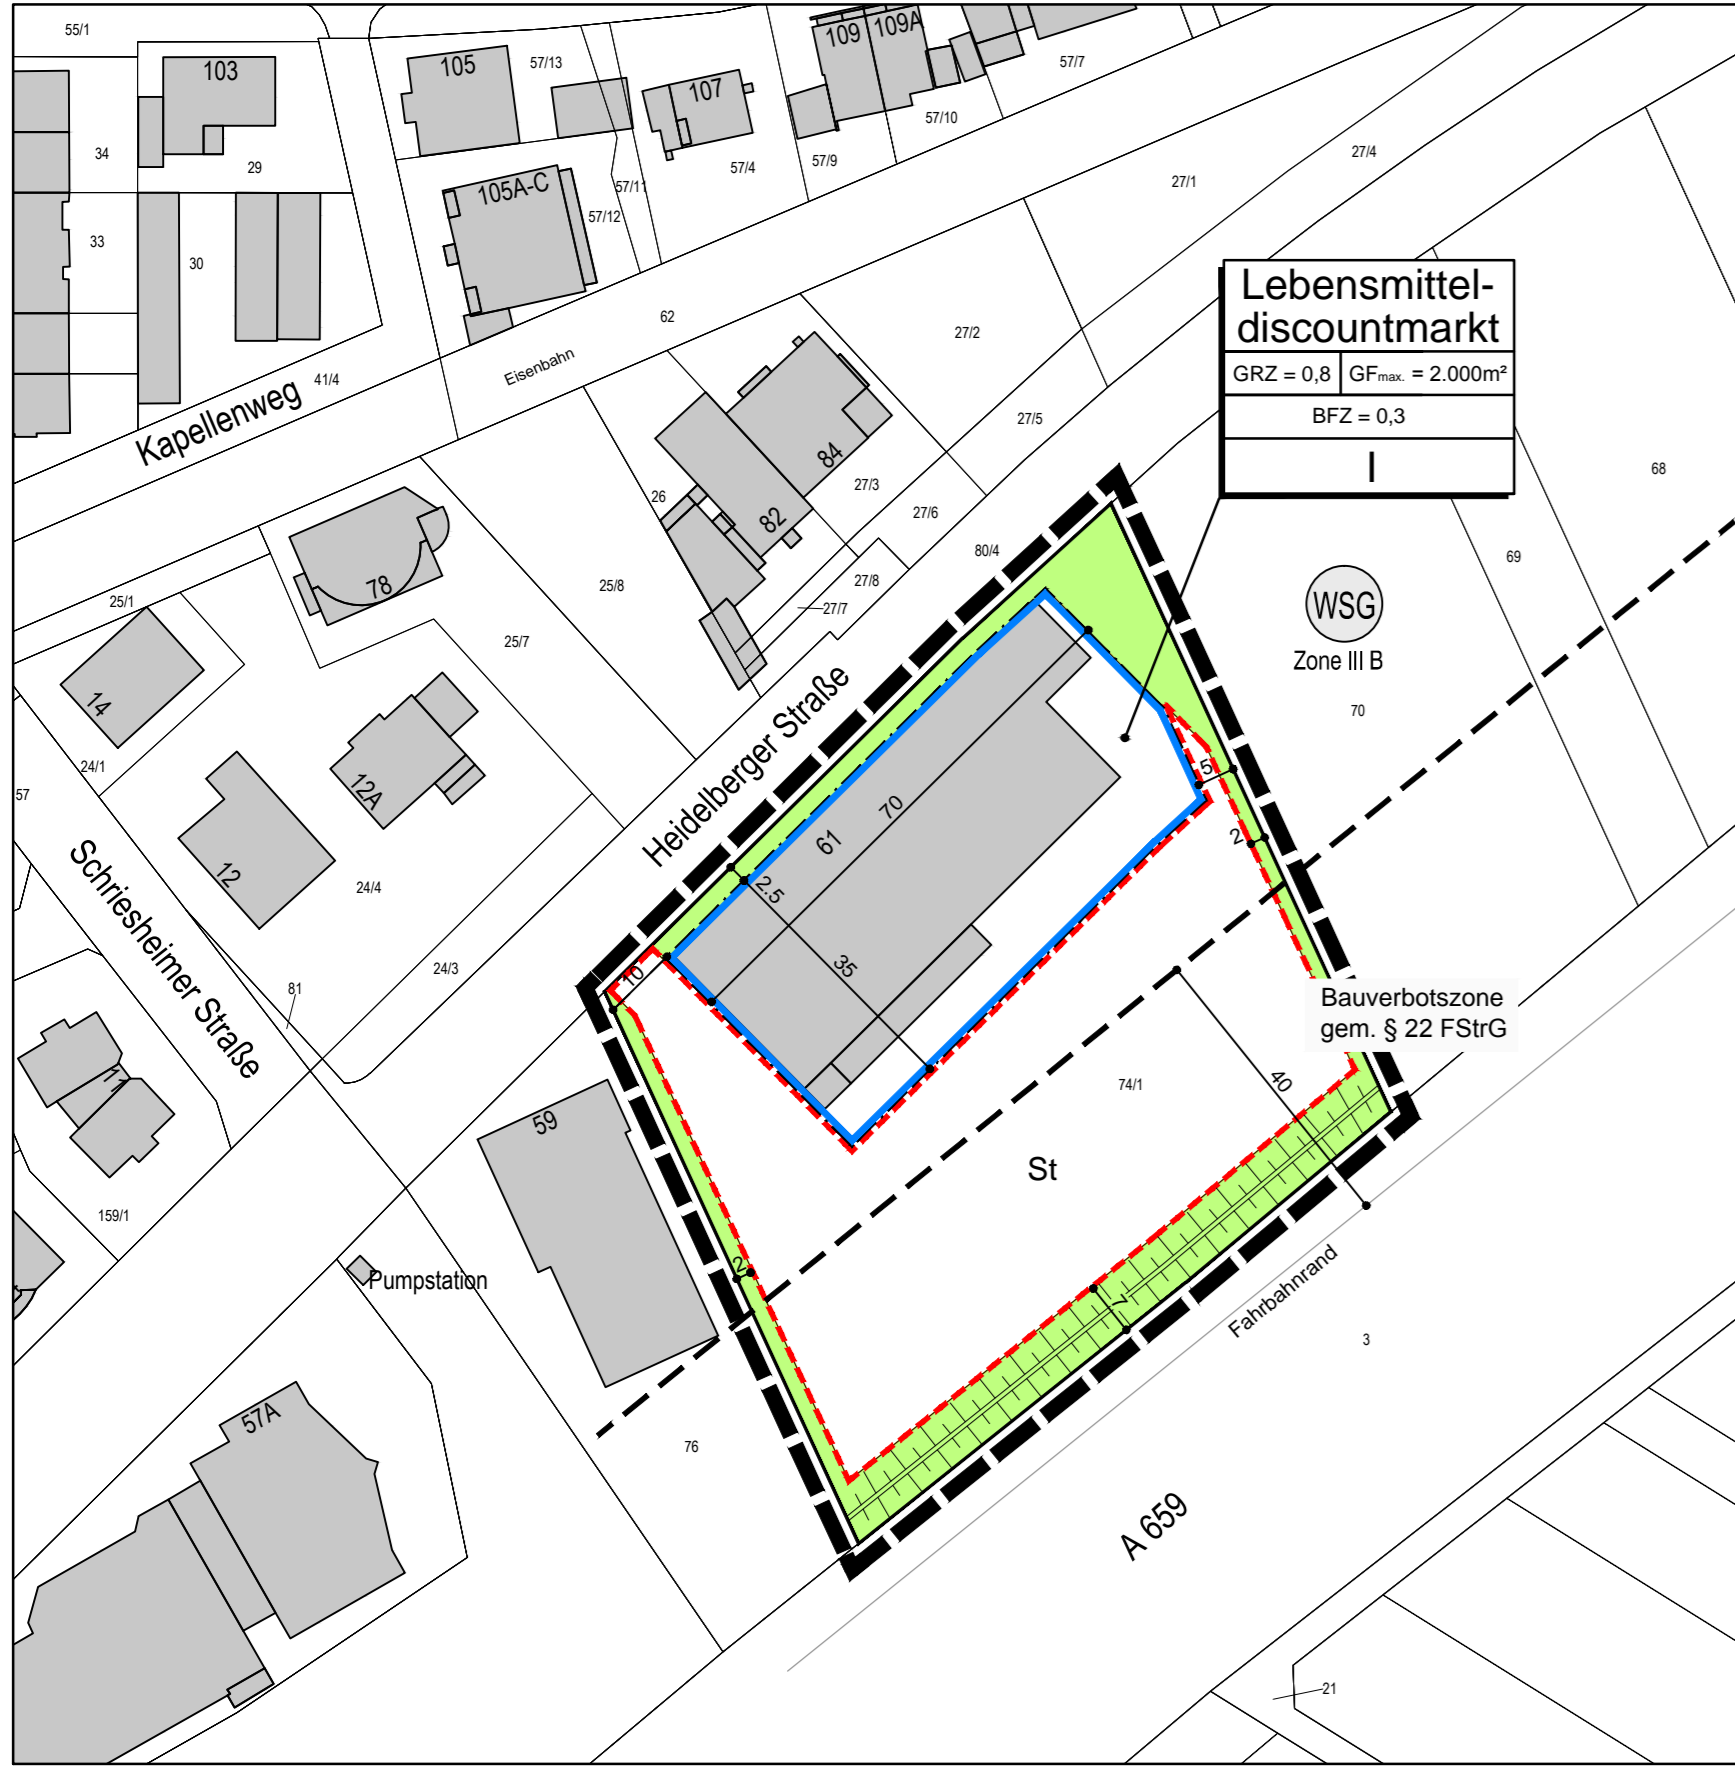 55/1
103
105
57/13
107
109
109A
57/7
34
29
57/10
57/4
57/9
27/4
105A-C
57/11
57/12
27/1
33
30
62
27/2
Eisenbahn
Kapellenweg
41/4
Lebensmittel-
discountmarkt
GRZ = 0,8
GFmax. = 2.000m²
BFZ = 0,3
I
27/5
84
27/3
26
82
27/6
68
80/4
69
78
25/1
25/8
27/8
27/7
WSG
Zone III B
25/7
14
70
24/1
57
12A
Heidelberger Straße
70
61
5
2
12
Schriesheimer Straße
24/4
2.5
24/3
81
10
35
Bauverbotszone
gem. § 22 FStrG
11
59
74/1
40
St
159/1
Pumpstation
2
7
Fahrbahnrand
3
57A
76
A 659
21